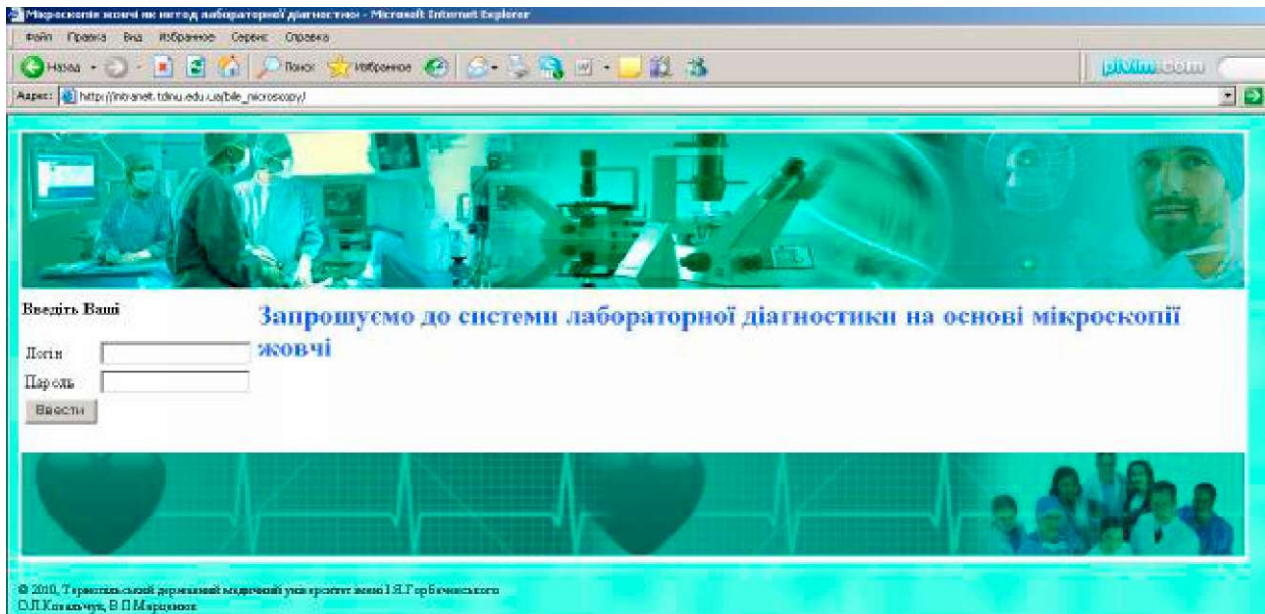 Мікроскопія жовчі як метод лабораторної діагностики - Microsoft Internet Explorer
Файл Правка Вид Избранное Сервис Справка
Назад Поиск Избранное
Адрес: http://intranet.tdmu.edu.ua/bile_microscopy/
Введіть Ваші
Запрошуємо до системи лабораторної діагностики на основі мікроскопії
жовчі
Логін
Пароль
Ввести
© 2010, Тернопільський державний медичний університет імені І.Я.Горбачевського
О.Л.Ковальчук, В.П.Марценюк